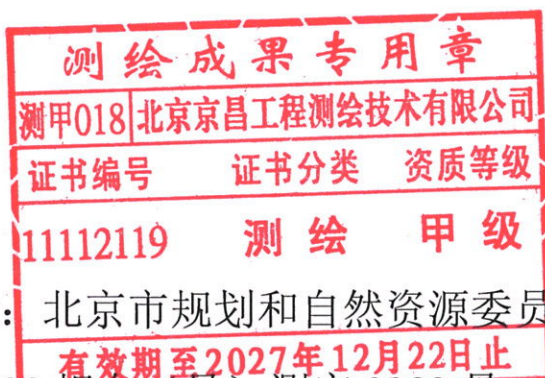 测绘成果专用章
测甲018 北京京昌工程测绘技术有限公司
证书编号 证书分类 资质等级
11112119 测绘 甲级
：北京市规划和自然资源委员
有效期至2027年12月22日止